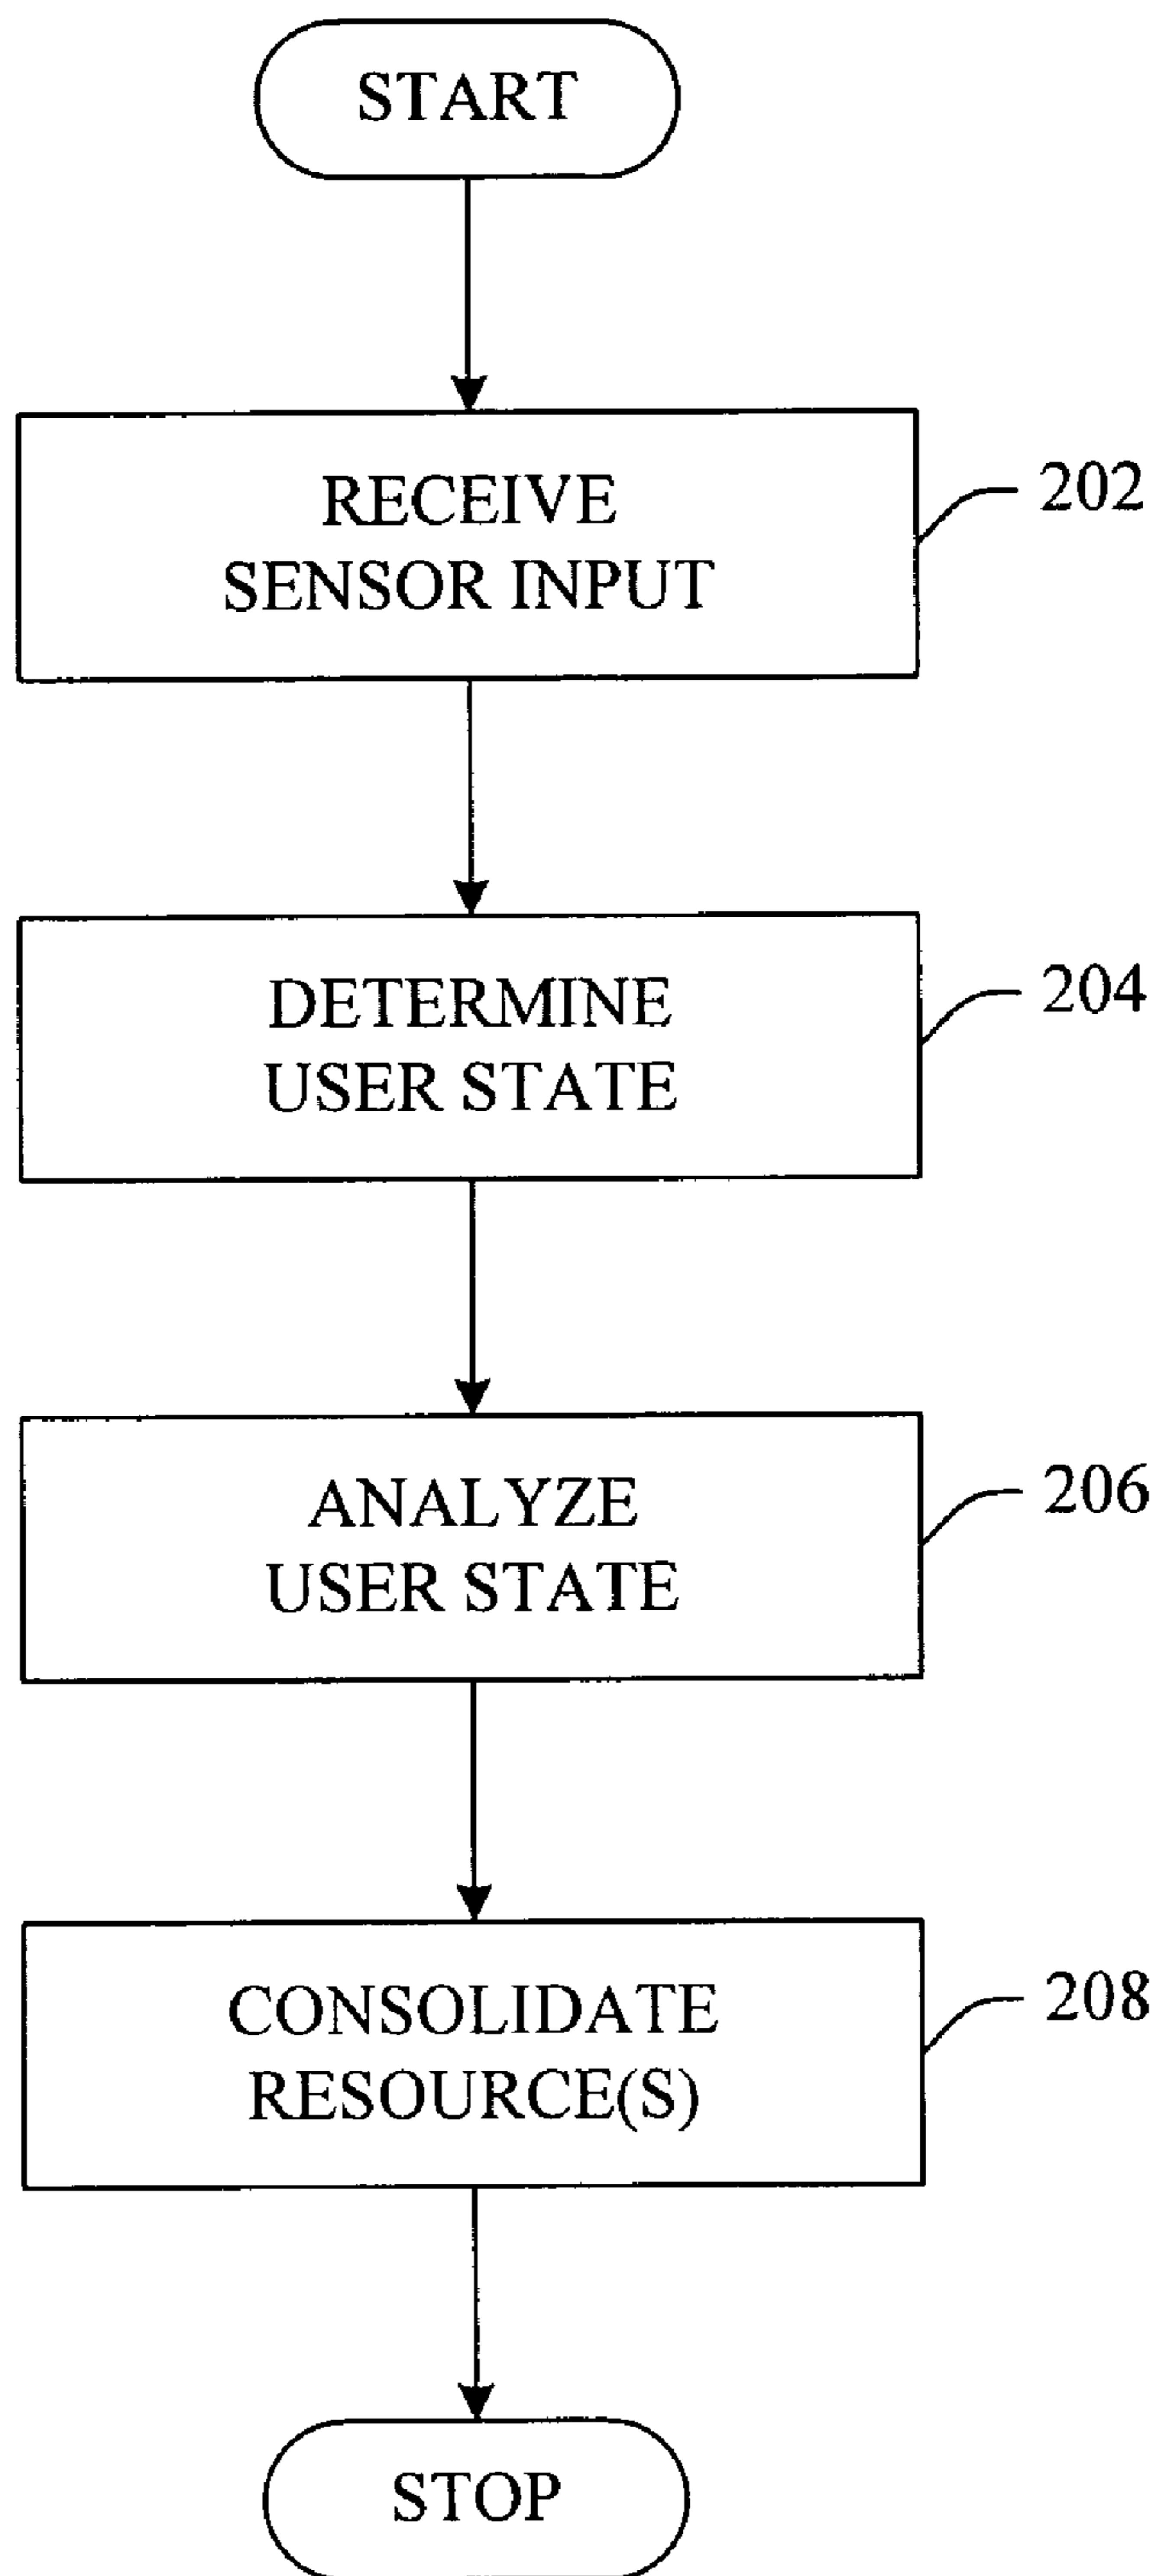 START
RECEIVE
SENSOR INPUT
202
DETERMINE
USER STATE
204
ANALYZE
USER STATE
206
CONSOLIDATE
RESOURCE(S)
208
STOP